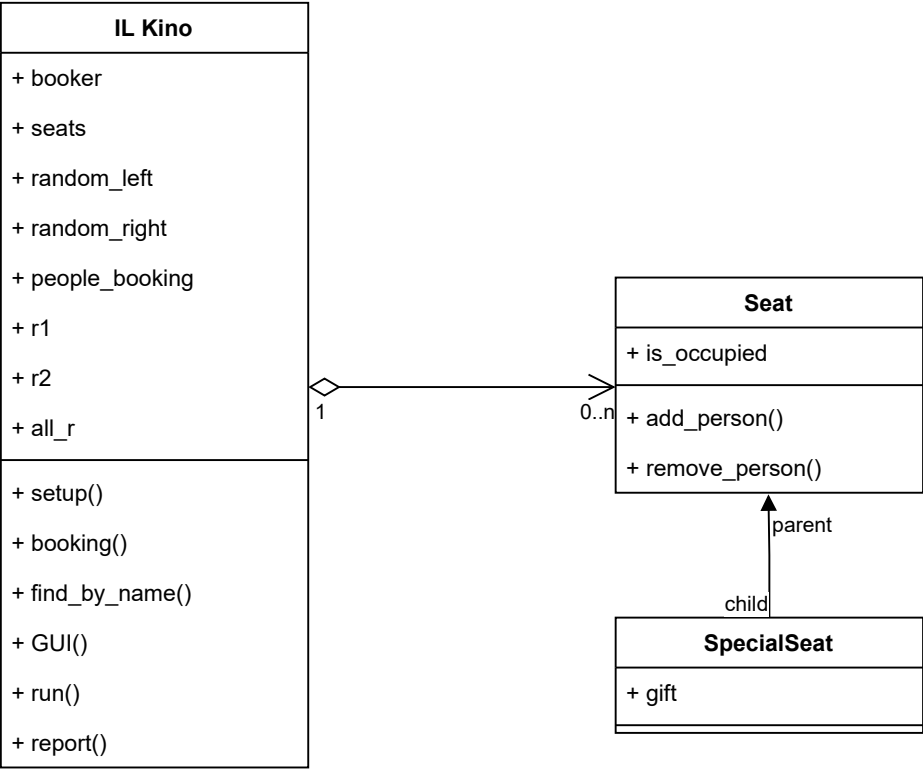 IL Kino
+ booker
+ seats
+ random_left
+ random_right
+ people_booking
+ r1
+ r2
+ all_r
+ setup()
+ booking()
+ find_by_name()
+ GUI()
+ run()
+ report()
1
0..n
Seat
+ is_occupied
+ add_person()
+ remove_person()
parent
child
SpecialSeat
+ gift